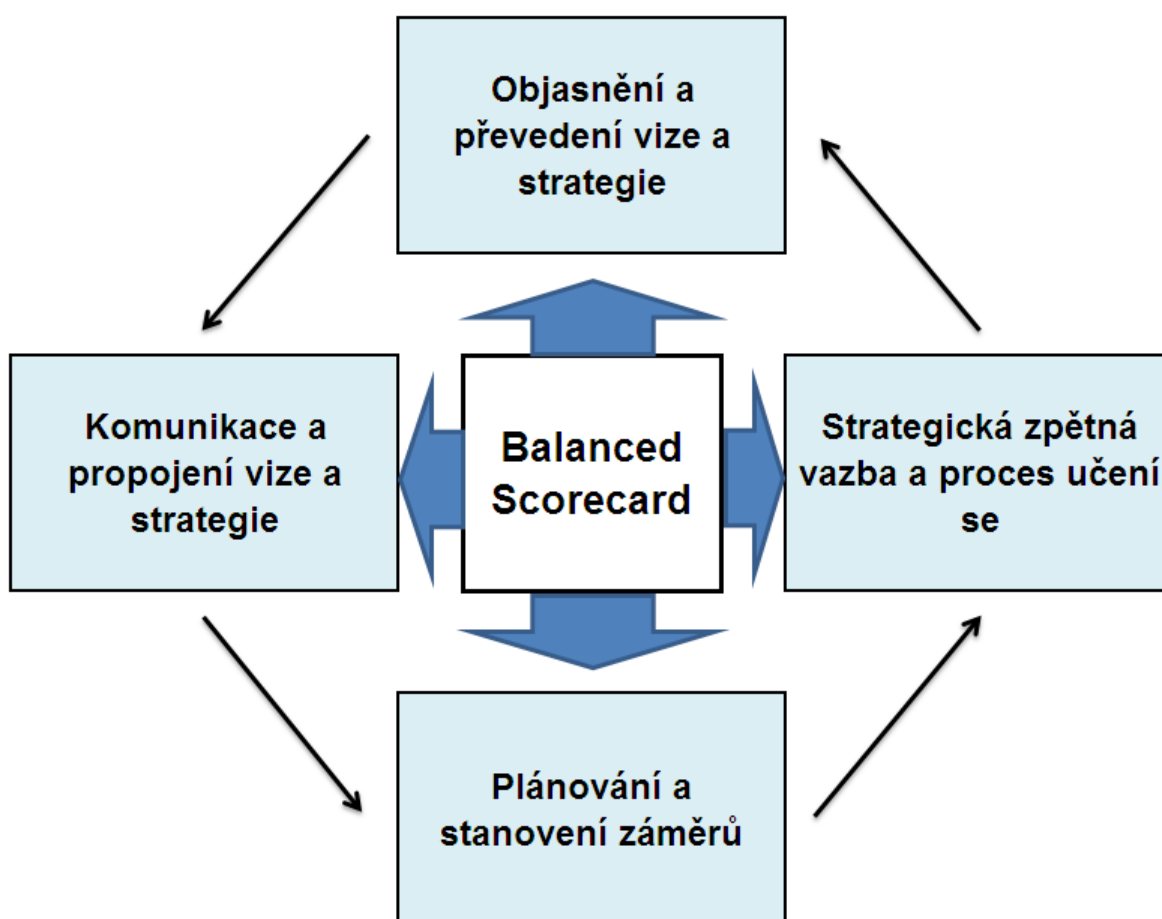 Objasnění a
převedení vize a
strategie
Komunikace a
propojení vize a
strategie
Balanced
Scorecard
Strategická zpětná
vazba a proces učení
se
Plánování a
stanovení záměrů